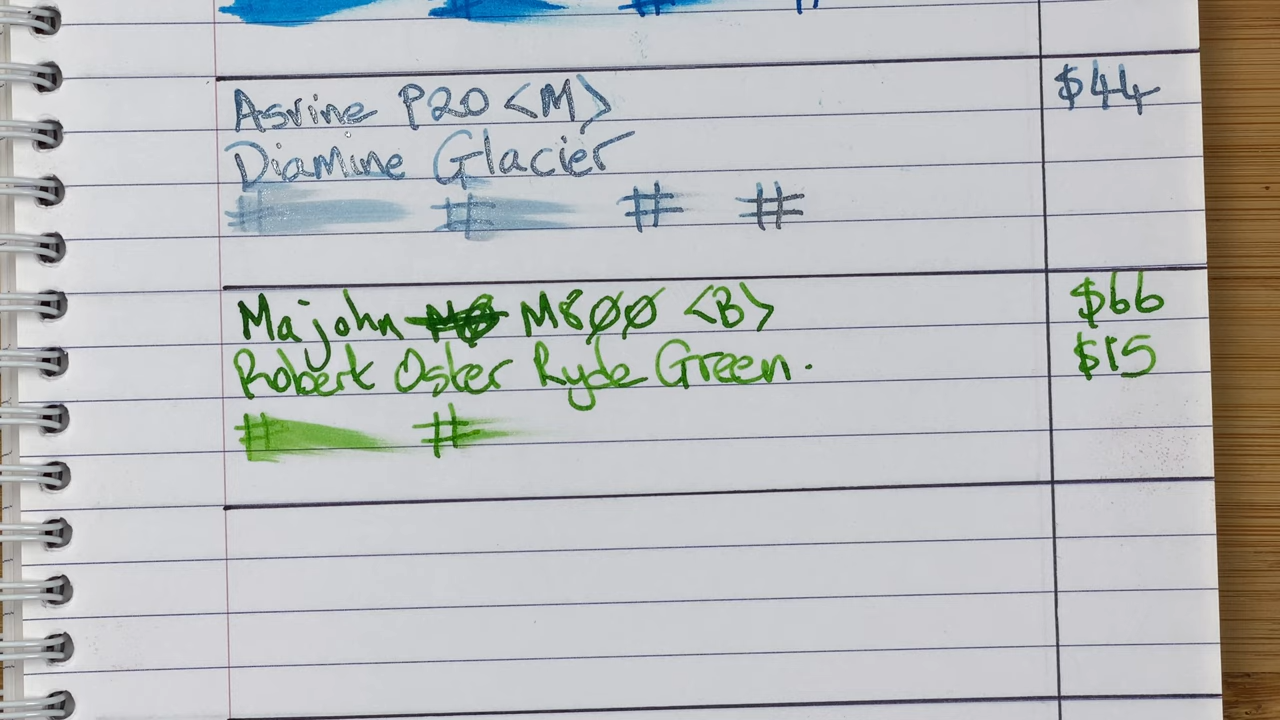 Asvine P20 <M> $44
Diamine Glacier
# # # #
Majohn M800 <B> $66
Robert Oster Ryde Green. $15
# #